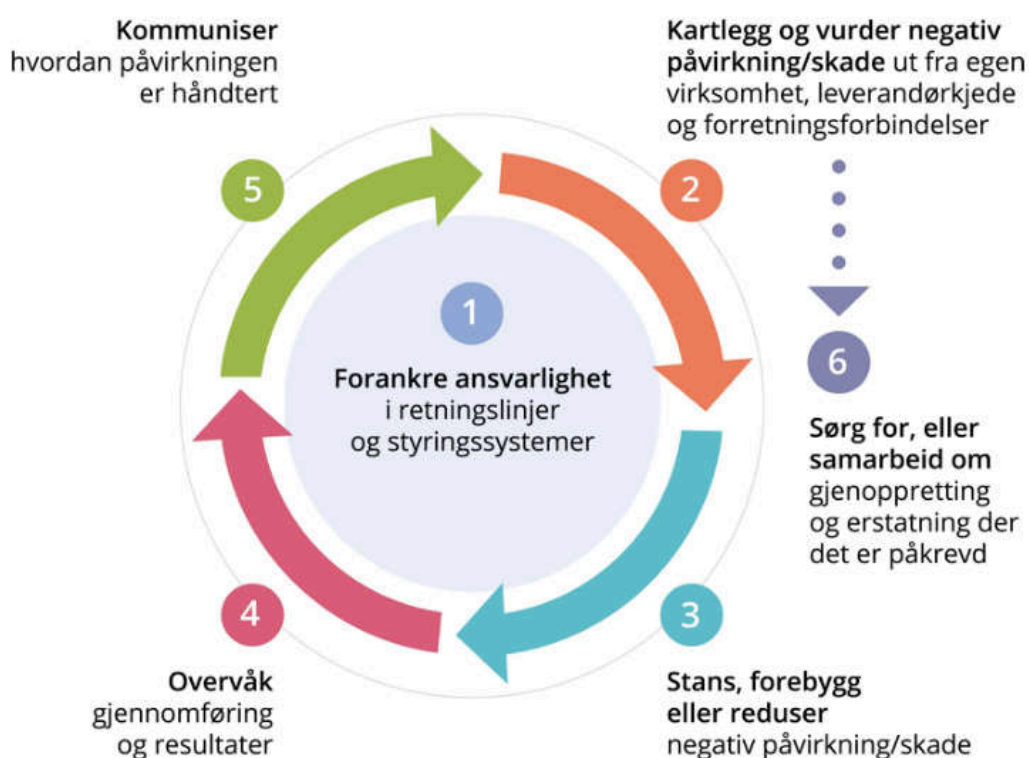 1
Forankre ansvarlighet
i retningslinjer
og styringssystemer
2
Kartlegg og vurder negativ
påvirkning/skade ut fra egen
virksomhet, leverandørkjede
og forretningsforbindelser
3
Stans, forebygg
eller reduser
negativ påvirkning/skade
4
Overvåk
gjennomføring
og resultater
5
Kommuniser
hvordan påvirkningen
er håndtert
6
Sørg for, eller
samarbeid om
gjenoppretting
og erstatning der
det er påkrevd